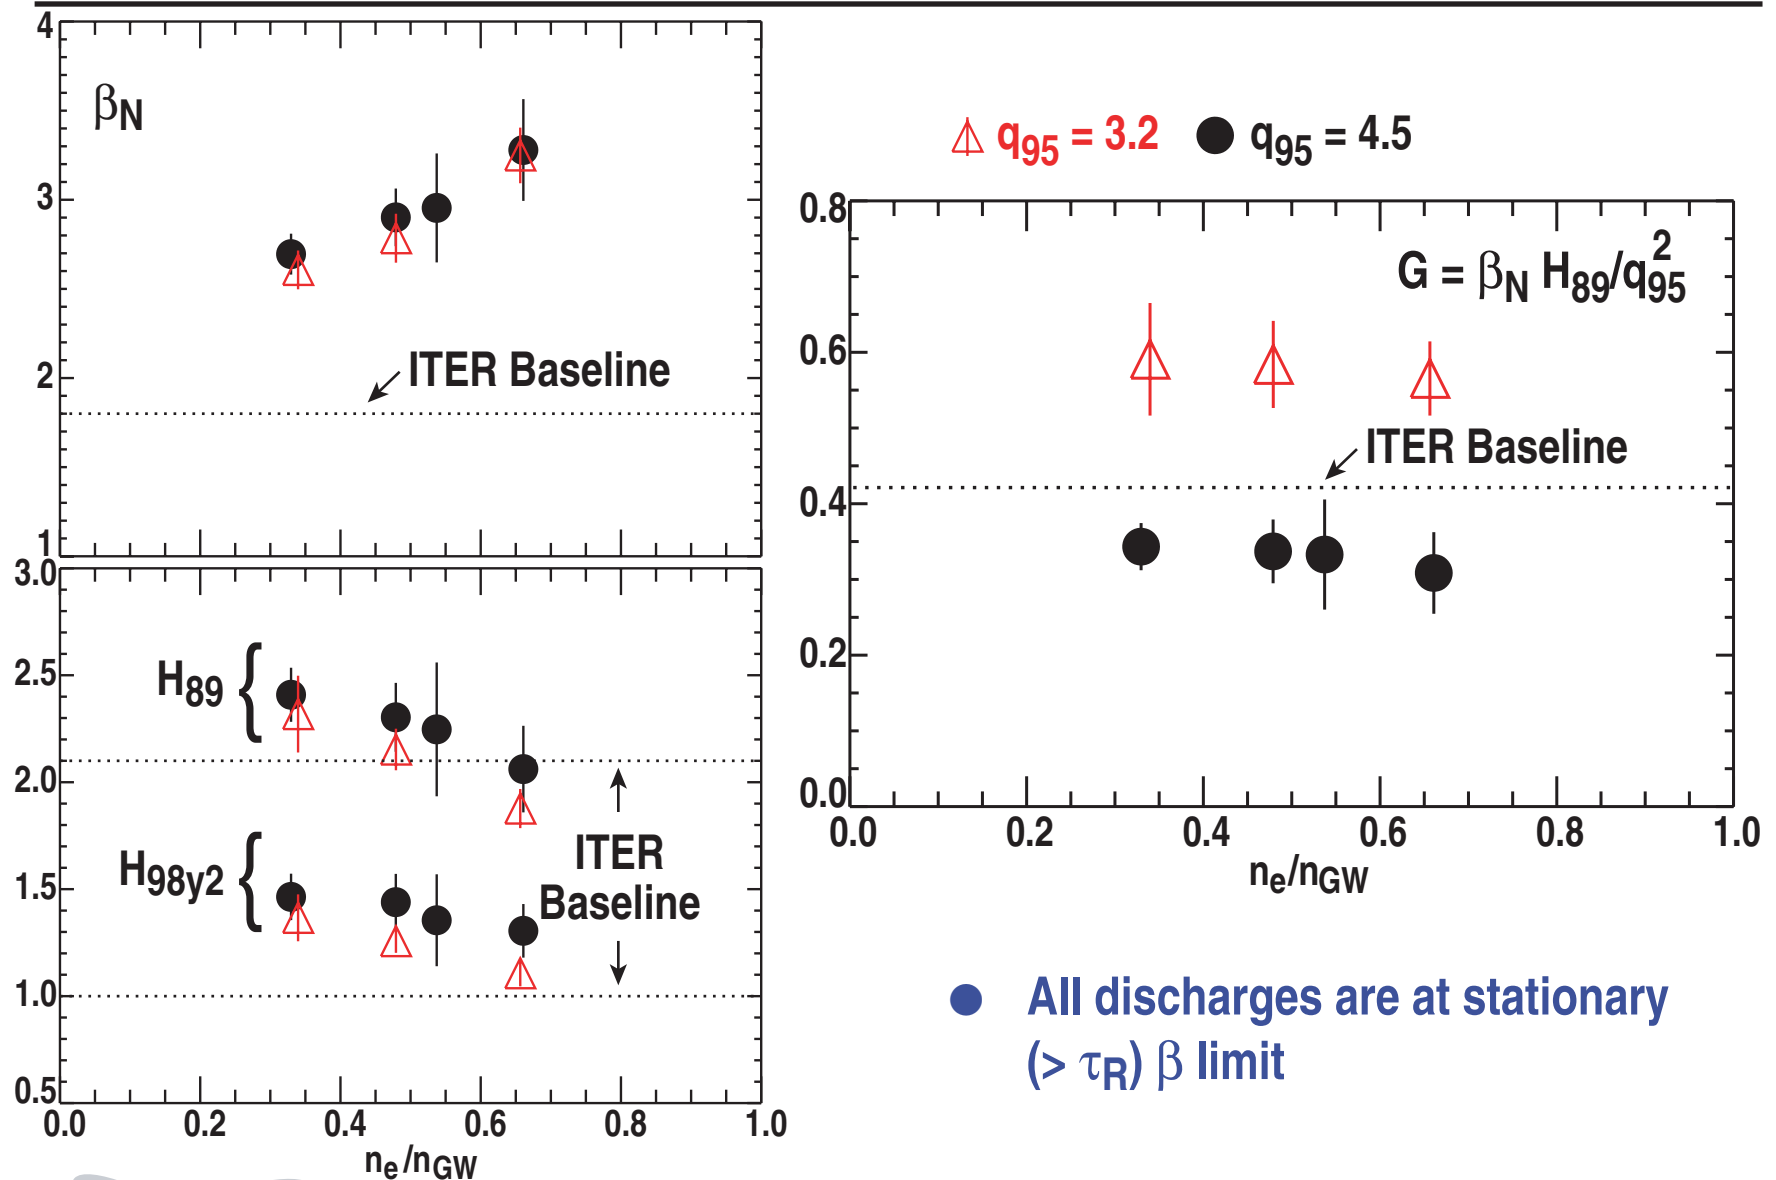 4
3
2
1
βN
ITER Baseline
3.0
2.5
2.0
1.5
1.0
0.5
H89 {
H98y2 {
ITER
Baseline
0.0 0.2 0.4 0.6 0.8 1.0
ne/nGW
q95 = 3.2 q95 = 4.5
0.8
0.6
0.4
0.2
0.0
G = βN H89/q95²
ITER Baseline
0.0 0.2 0.4 0.6 0.8 1.0
ne/nGW
● All discharges are at stationary
(> τR) β limit